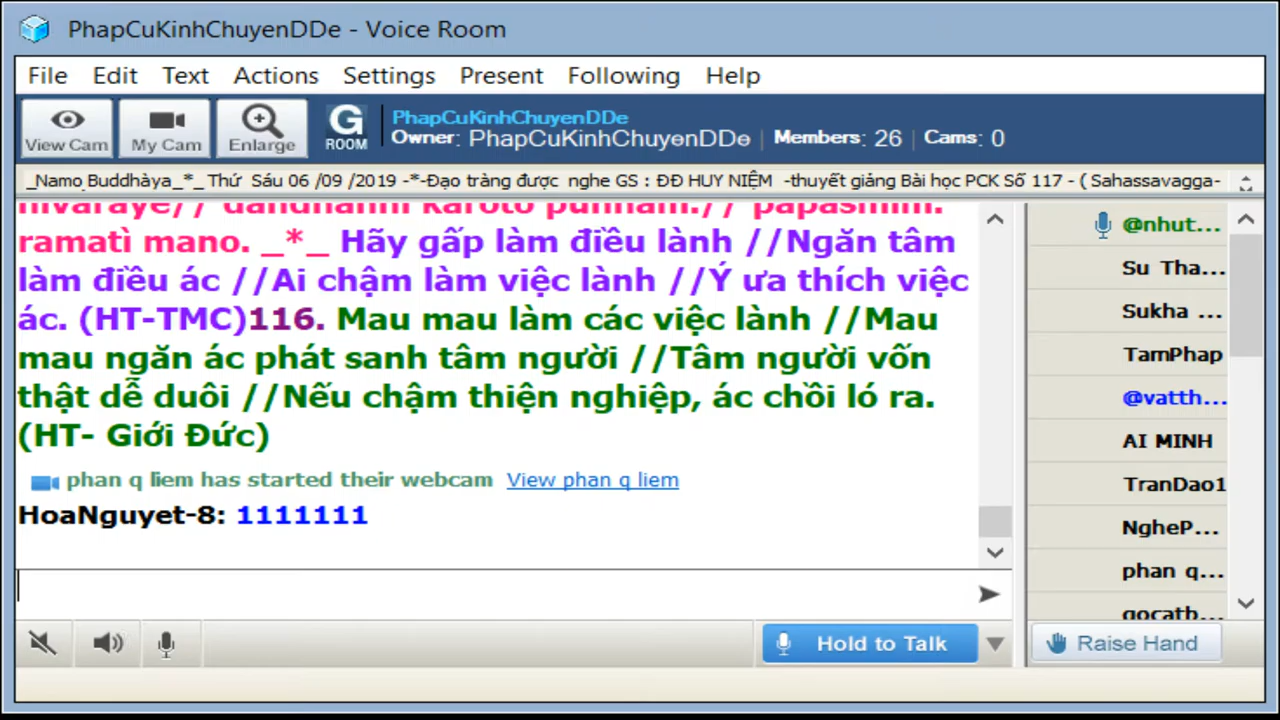 PhapCuKinhChuyenDDe - Voice Room
File Edit Text Actions Settings Present Following Help
View Cam My Cam Enlarge G ROOM
PhapCuKinhChuyenDDe
Owner: PhapCuKinhChuyenDDe | Members: 26 | Cams: 0
_Namo Buddhàya_*_ Thứ Sáu 06 /09 /2019 -*-Đạo tràng được nghe GS : ĐĐ HUY NIỆM -thuyết giảng Bài học PCK Số 117 - ( Sahassavagga-
nivāraye// dandhanhi karoto punnam.// pāpasmim.
ramatì mano. _*_ Hãy gấp làm điều lành //Ngăn tâm
làm điều ác //Ai chậm làm việc lành //Ý ưa thích việc
ác. (HT-TMC)116. Mau mau làm các việc lành //Mau
mau ngăn ác phát sanh tâm người //Tâm người vốn
thật dễ duôi //Nếu chậm thiện nghiệp, ác chồi ló ra.
(HT- Giới Đức)
phan q liem has started their webcam View phan q liem
HoaNguyet-8: 1111111
@nhut...
Su Tha...
Sukha ...
TamPhap
@vatth...
AI MINH
TranDao1
NgheP...
phan q...
gocatb...
Hold to Talk
Raise Hand